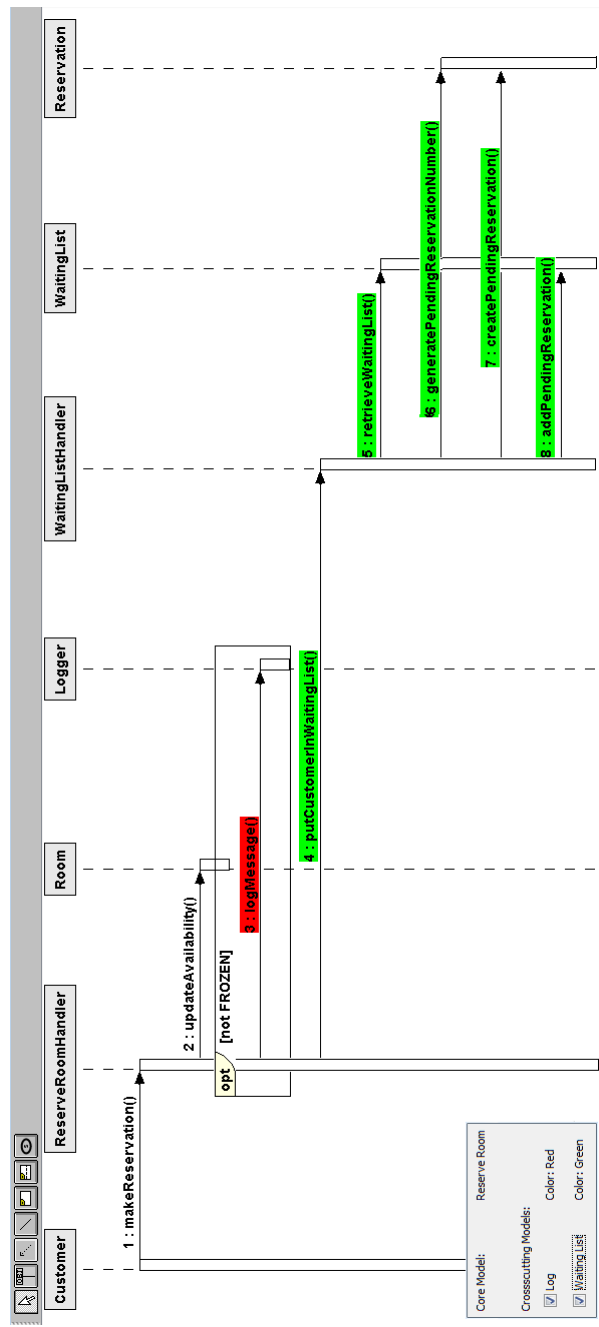 Customer
ReserveRoomHandler
Room
Logger
WaitingListHandler
WaitingList
Reservation
1 : makeReservation()
2 : updateAvailability()
opt
[not FROZEN]
3 : logMessage()
4 : putCustomerInWaitingList()
5 : retrieveWaitingList()
6 : generatePendingReservationNumber()
7 : createPendingReservation()
8 : addPendingReservation()
Core Model: Reserve Room
Crossscutting Models:
Log Color: Red
Waiting List Color: Green